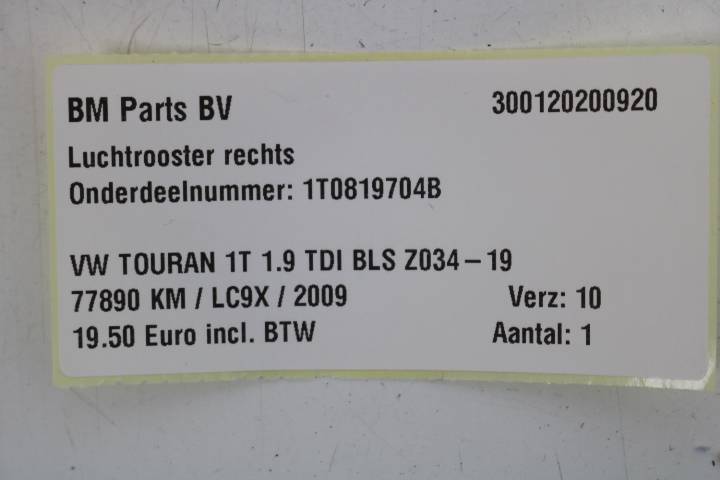 BM Parts BV 300120200920
Luchtrooster rechts
Onderdeelnummer: 1T0819704B
VW TOURAN 1T 1.9 TDI BLS Z034-19
77890 KM / LC9X / 2009 Verz: 10
19.50 Euro incl. BTW Aantal: 1